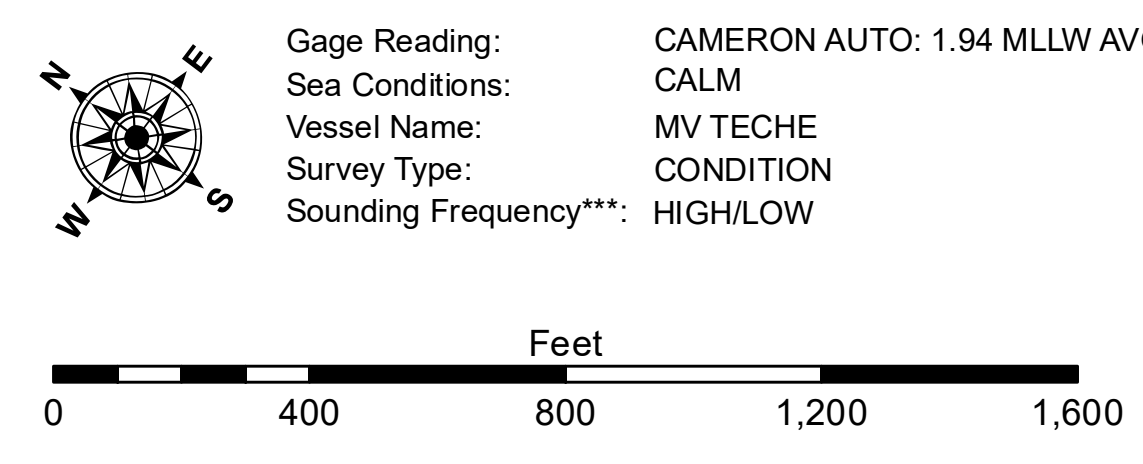 N
E
S
W
Gage Reading: CAMERON AUTO: 1.94 MLLW
Sea Conditions: CALM
Vessel Name: MV TECHE
Survey Type: CONDITION
Sounding Frequency***: HIGH/LOW
Feet
0 400 800 1,200 1,600